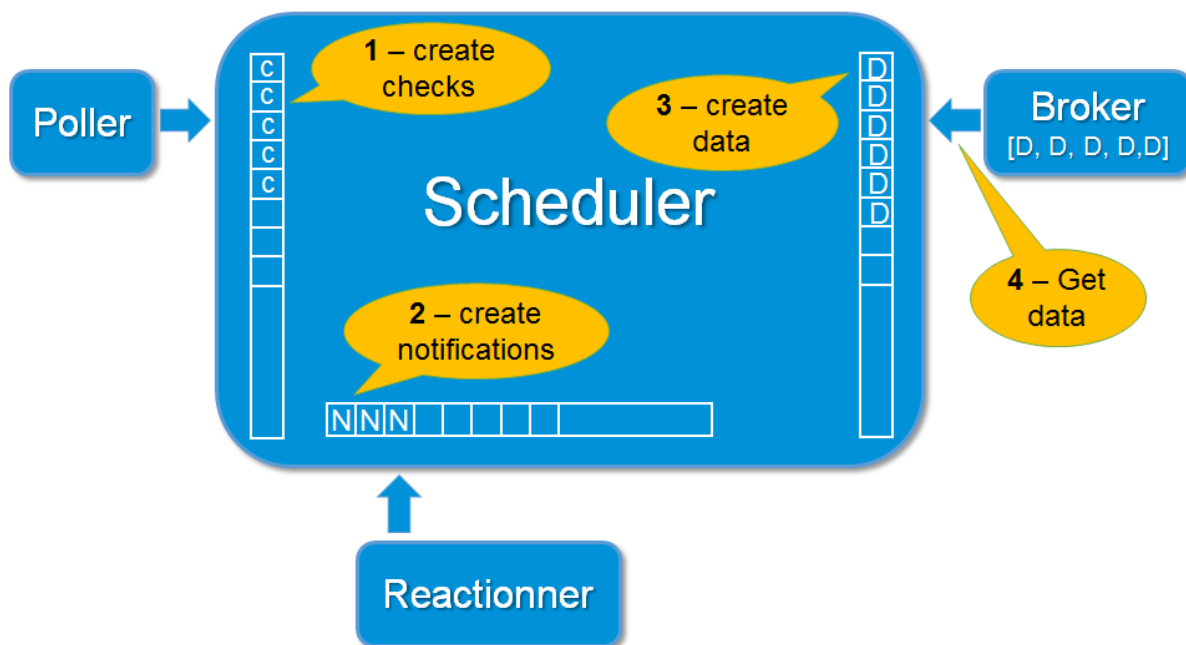 1 – create
checks
C
C
C
C
C
Poller
3 – create
data
D
D
D
D
D
D
Broker
[D, D, D, D,D]
Scheduler
4 – Get
data
2 – create
notifications
N N N
Reactionner